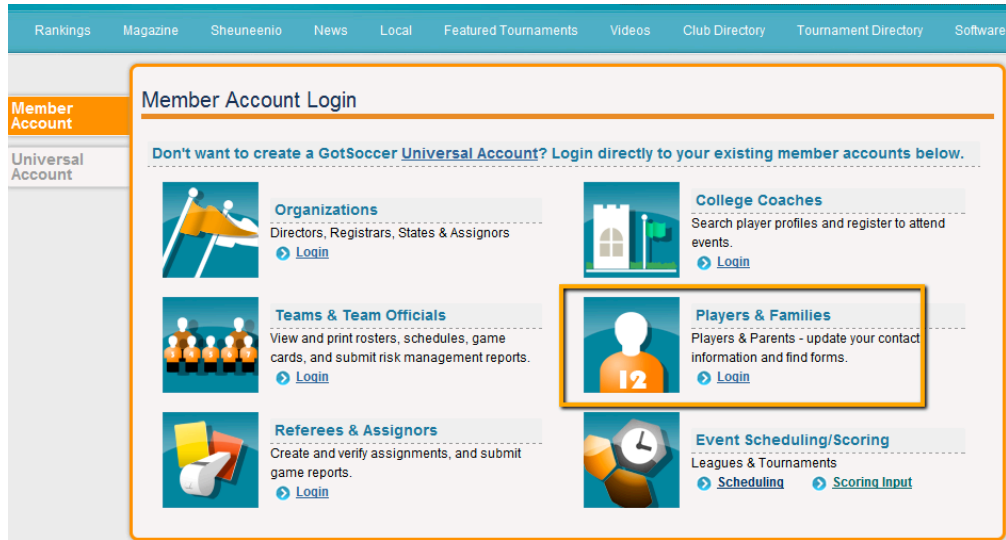 Rankings Magazine Sheuneenio News Local Featured Tournaments Videos Club Directory Tournament Directory Software
Member
Account
Universal
Account
Member Account Login
Don't want to create a GotSoccer Universal Account? Login directly to your existing member accounts below.
Organizations
Directors, Registrars, States & Assignors
Login
College Coaches
Search player profiles and register to attend
events.
Login
Teams & Team Officials
View and print rosters, schedules, game
cards, and submit risk management reports.
Login
3 4 6 7
Players & Families
Players & Parents - update your contact
information and find forms.
Login
12
Referees & Assignors
Create and verify assignments, and submit
game reports.
Login
Event Scheduling/Scoring
Leagues & Tournaments
Scheduling Scoring Input